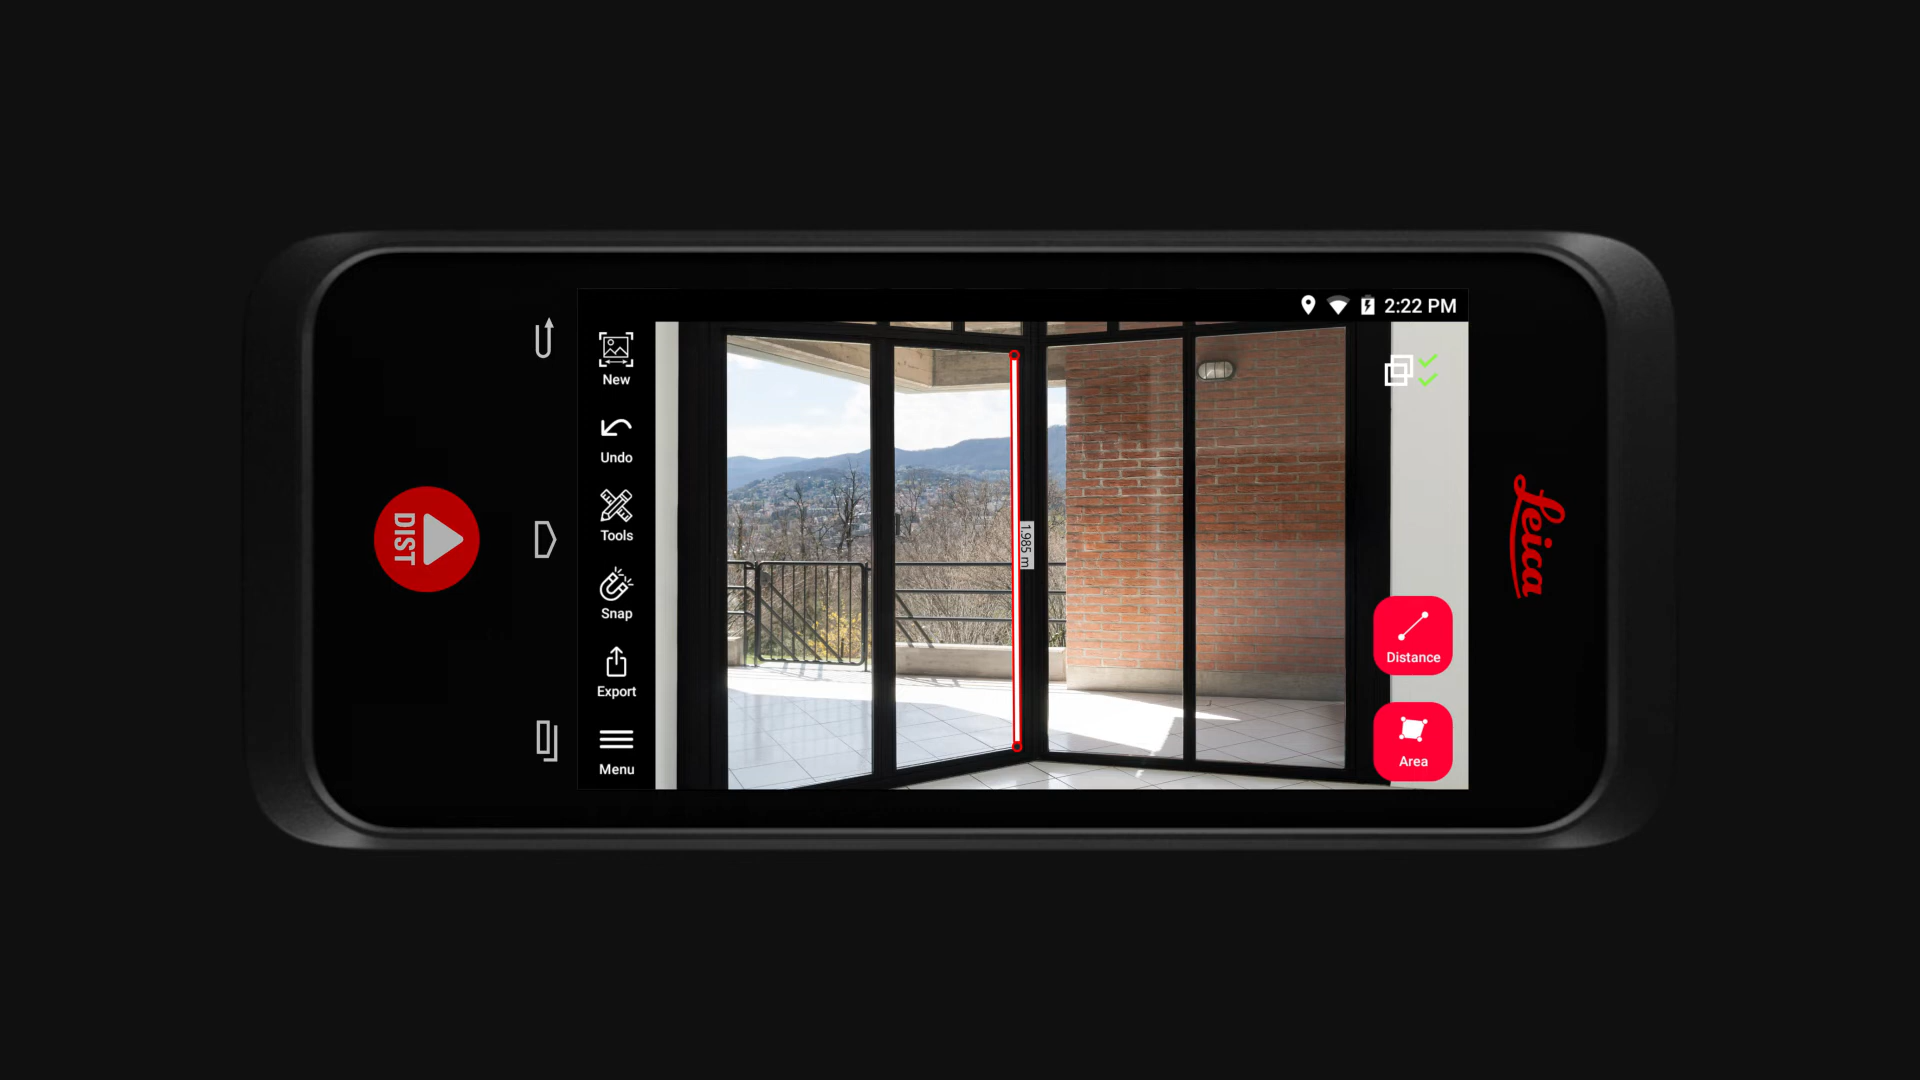 2:22 PM
New
Undo
Tools
Snap
Export
Menu
DIST
1.985 m
Distance
Area
Leica